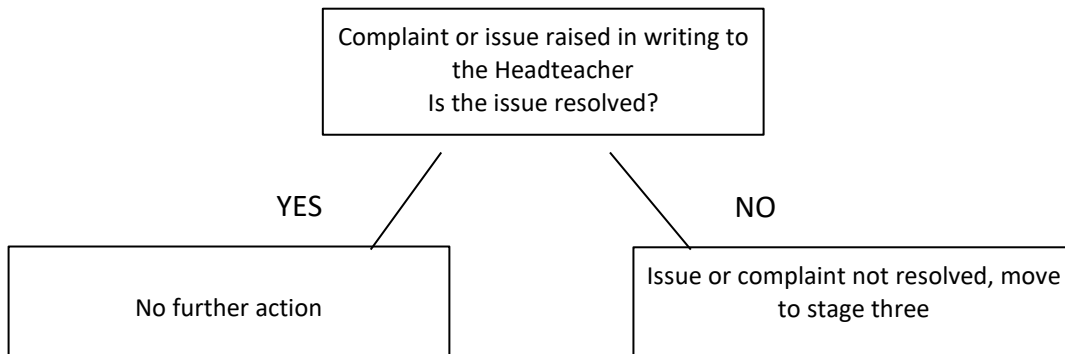 Complaint or issue raised in writing to
the Headteacher
Is the issue resolved?
YES
NO
No further action
Issue or complaint not resolved, move
to stage three